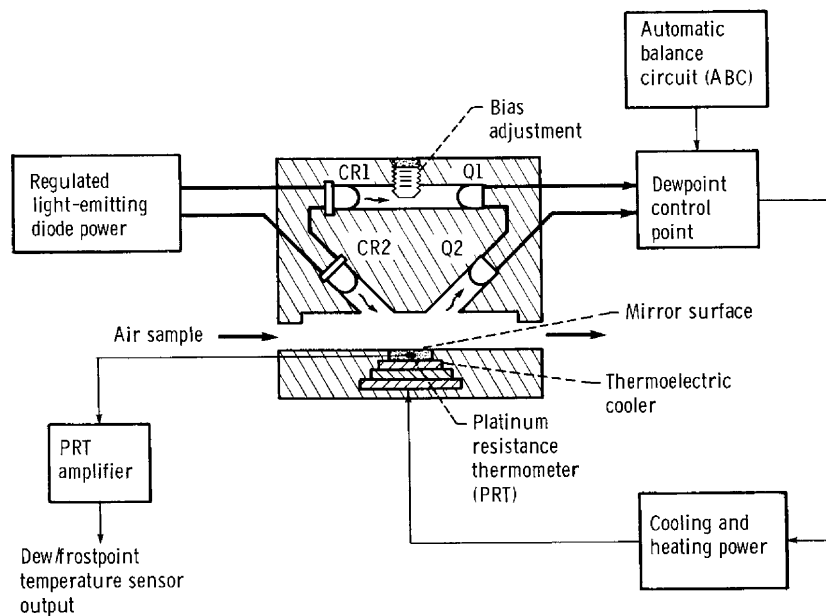 Automatic
balance
circuit (ABC)
Bias
adjustment
CR1
Q1
Regulated
light-emitting
diode power
Dewpoint
control
point
CR2
Q2
Air sample
Mirror surface
Thermoelectric
cooler
Platinum
resistance
thermometer
(PRT)
PRT
amplifier
Cooling and
heating power
Dew/frostpoint
temperature sensor
output